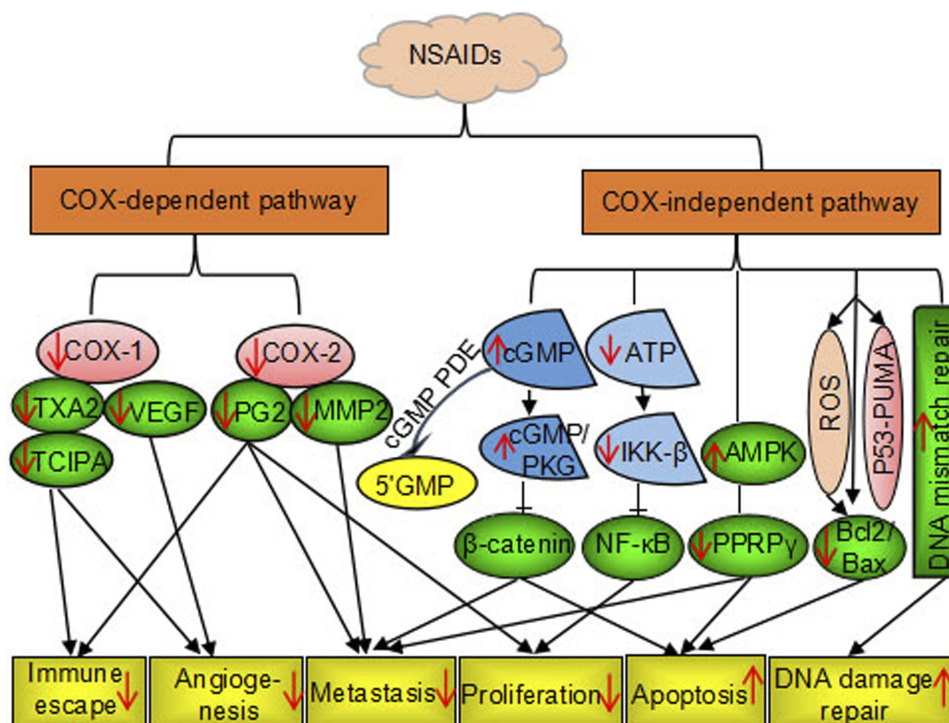 NSAIDs
COX-dependent pathway
COX-independent pathway
↓COX-1
↓COX-2
↓TXA2
↓VEGF
↓PG2
↓MMP2
↓TCIPA
cGMP PDE
5'GMP
↑cGMP
↑cGMP/
PKG
β-catenin
↓ATP
↓IKK-β
NF-κB
↑AMPK
↓PPRPγ
ROS
P53-PUMA
↓Bcl2/
Bax
↑DNA mismatch repair
Immune
escape↓
Angioge-
nesis↓
Metastasis↓
Proliferation↓
Apoptosis↑
DNA damage
repair↑